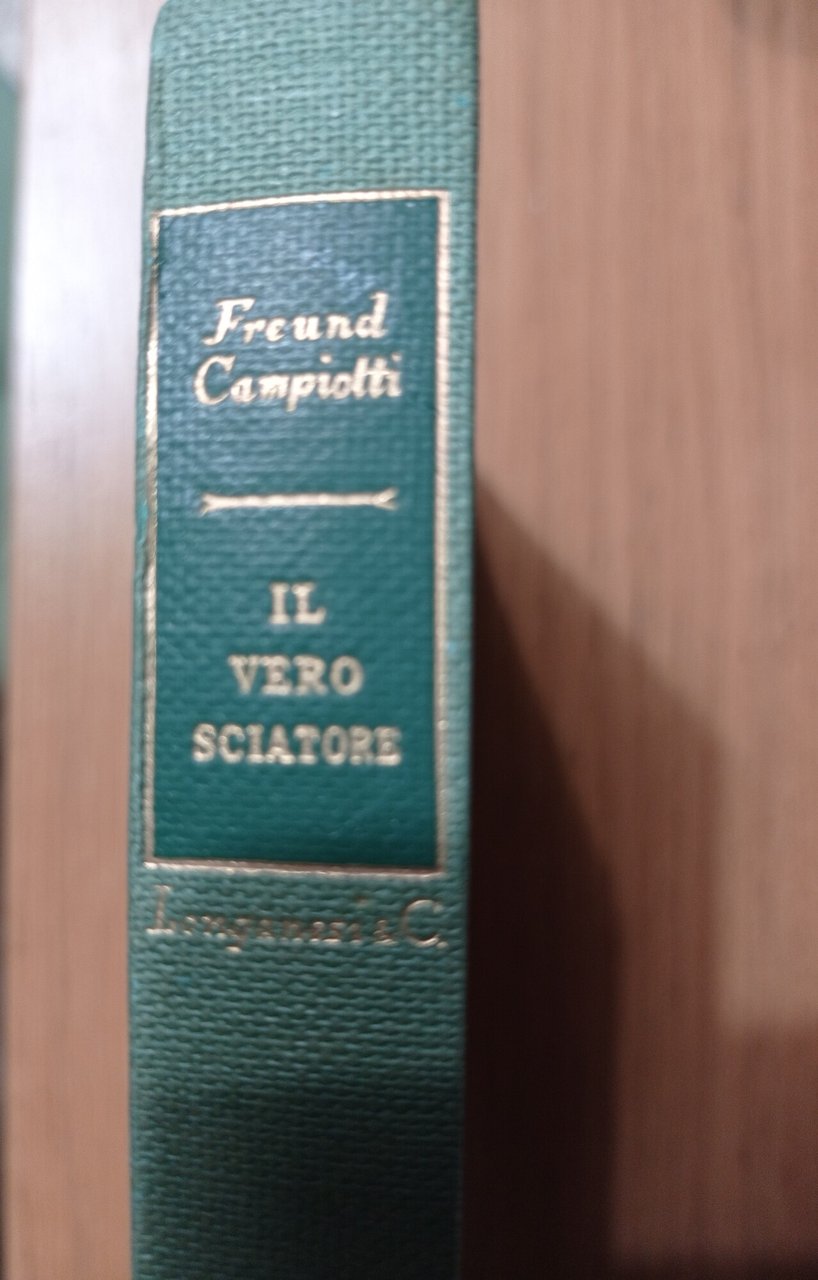 Freund
Campiotti
IL
VERO
SCIATORE
Longanesi & C.